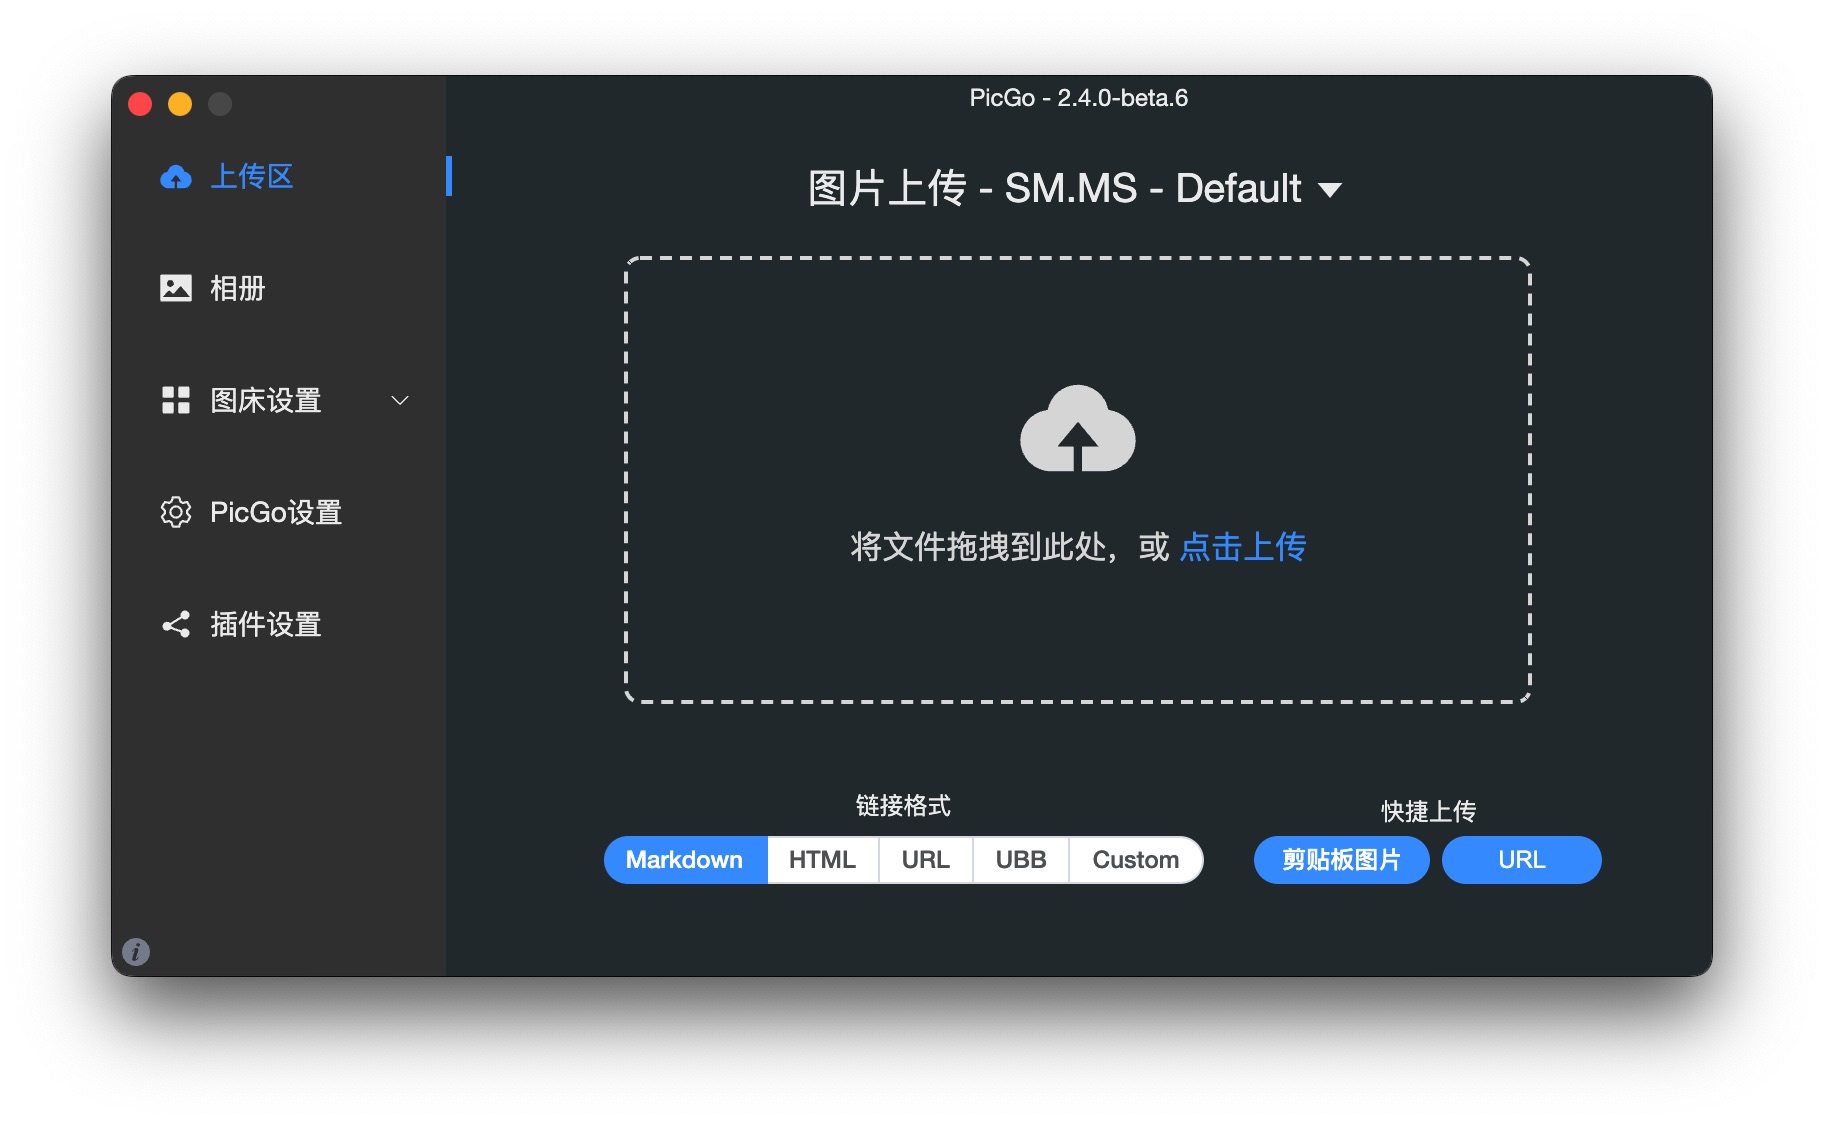 PicGo - 2.4.0-beta.6
上传区
相册
图床设置
PicGo设置
插件设置
图片上传 - SM.MS - Default
将文件拖拽到此处，或 点击上传
链接格式
Markdown HTML URL UBB Custom
快捷上传
剪贴板图片 URL
i